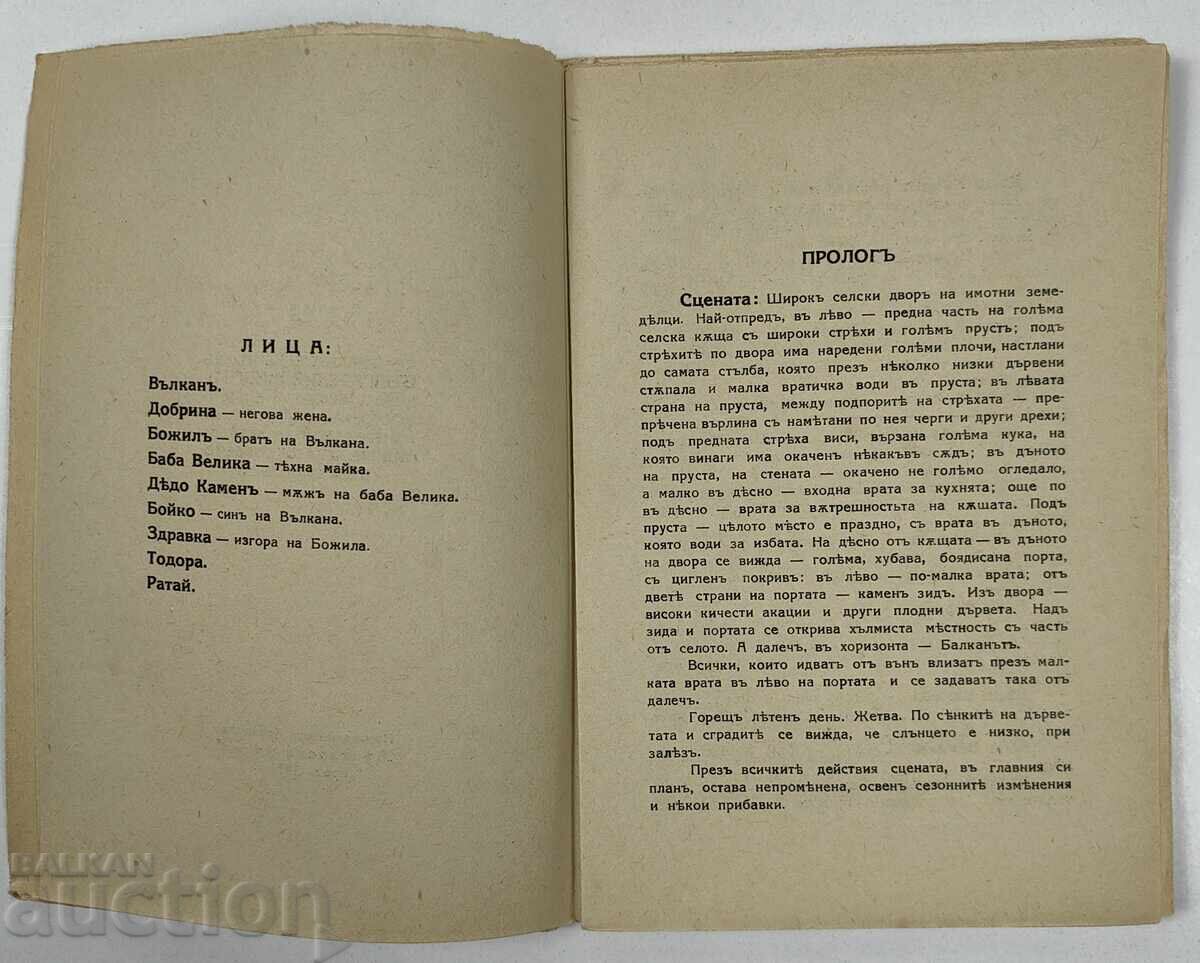 ЛИЦА:
Вълканъ.
Добрина — негова жена.
Божилъ — братъ на Вълкана.
Баба Велика — тѣхна майка.
Дѣдо Каменъ — мѫжъ на баба Велика.
Бойко — синъ на Вълкана.
Здравка — изгора на Божила.
Тодора.
Ратай.
ПРОЛОГЪ
Сцената: Широкъ селски дворъ на имотни земе-
дѣлци. Най-отпредъ, въ лѣво — предна часть на голѣма
селска кѫща съ широки стрѣхи и голѣмъ прустъ; подъ
стрѣхитѣ по двора има наредени голѣми плочи, настлани
до самата стълба, която презъ нѣколко низки дървени
стѫпала и малка вратичка води въ пруста; въ лѣвата
страна на пруста, между подпоритѣ на стрѣхата — пре-
прѣчена върлина съ намѣтани по нея черги и други дрехи;
подъ предната стрѣха виси, вързана голѣма кука, на
която винаги има окаченъ нѣкакъвъ сѫдъ; въ дъното
на пруста, на стената — окачено не голѣмо огледало,
а малко въ дѣсно — входна врата за кухнята; още по
въ дѣсно — врата за вѫтрешностьта на кѫщата. Подъ
пруста — цѣлото мѣсто е праздно, съ врата въ дъното,
която води за избата. На дѣсно отъ кѫщата — въ дъното
на двора се вижда — голѣма, хубава, боядисана порта,
съ цигленъ покривъ: въ лѣво — по-малка врата; отъ
дветѣ страни на портата — каменъ зидъ. Изъ двора —
високи кичести акации и други плодни дървета. Надъ
зида и портата се открива хълмиста мѣстность съ часть
отъ селото. А далечъ, въ хоризонта — Балканътъ.
Всички, които идватъ отъ вънъ влизатъ презъ мал-
ката врата въ лѣво на портата и се задаватъ така отъ
далечъ.
Горещъ лѣтенъ день. Жетва. По сѣнкитѣ на дърве-
тата и сградитѣ се вижда, че слънцето е низко, при
залѣзъ.
Презъ всичкитѣ действия сцената, въ главния си
планъ, остава непромѣнена, освенъ сезоннитѣ измѣнения
и нѣкои прибавки.
BALKAN
auction